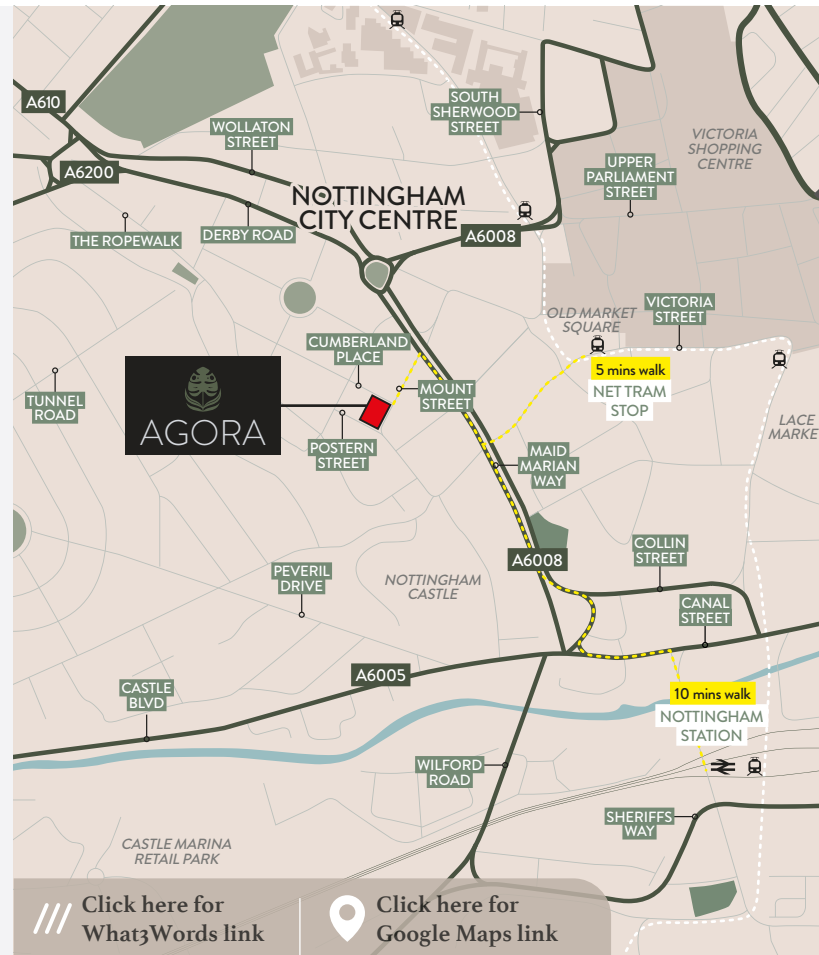 A610
SOUTH
SHERWOOD
STREET
WOLLATON
STREET
VICTORIA
SHOPPING
CENTRE
A6200
UPPER
PARLIAMENT
STREET
NOTTINGHAM
CITY CENTRE
THE ROPEWALK
DERBY ROAD
A6008
OLD MARKET
SQUARE
VICTORIA
STREET
CUMBERLAND
PLACE
5 mins walk
NET TRAM
STOP
MOUNT
STREET
TUNNEL
ROAD
AGORA
LACE
MARKE
POSTERN
STREET
MAID
MARIAN
WAY
A6008
COLLIN
STREET
PEVERIL
DRIVE
NOTTINGHAM
CASTLE
CANAL
STREET
A6005
CASTLE
BLVD
10 mins walk
NOTTINGHAM
STATION
WILFORD
ROAD
SHERIFFS
WAY
CASTLE MARINA
RETAIL PARK
Click here for
What3Words link
Click here for
Google Maps link